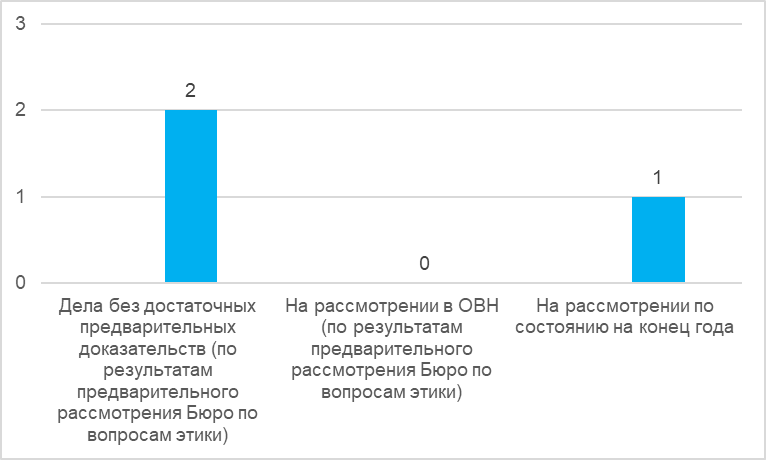 3
2
2
1
1
0
0
Дела без достаточных
предварительных
доказательств (по
результатам
предварительного
рассмотрения Бюро по
вопросам этики)
На рассмотрении в ОВН
(по результатам
предварительного
рассмотрения Бюро по
вопросам этики)
На рассмотрении по
состоянию на конец года